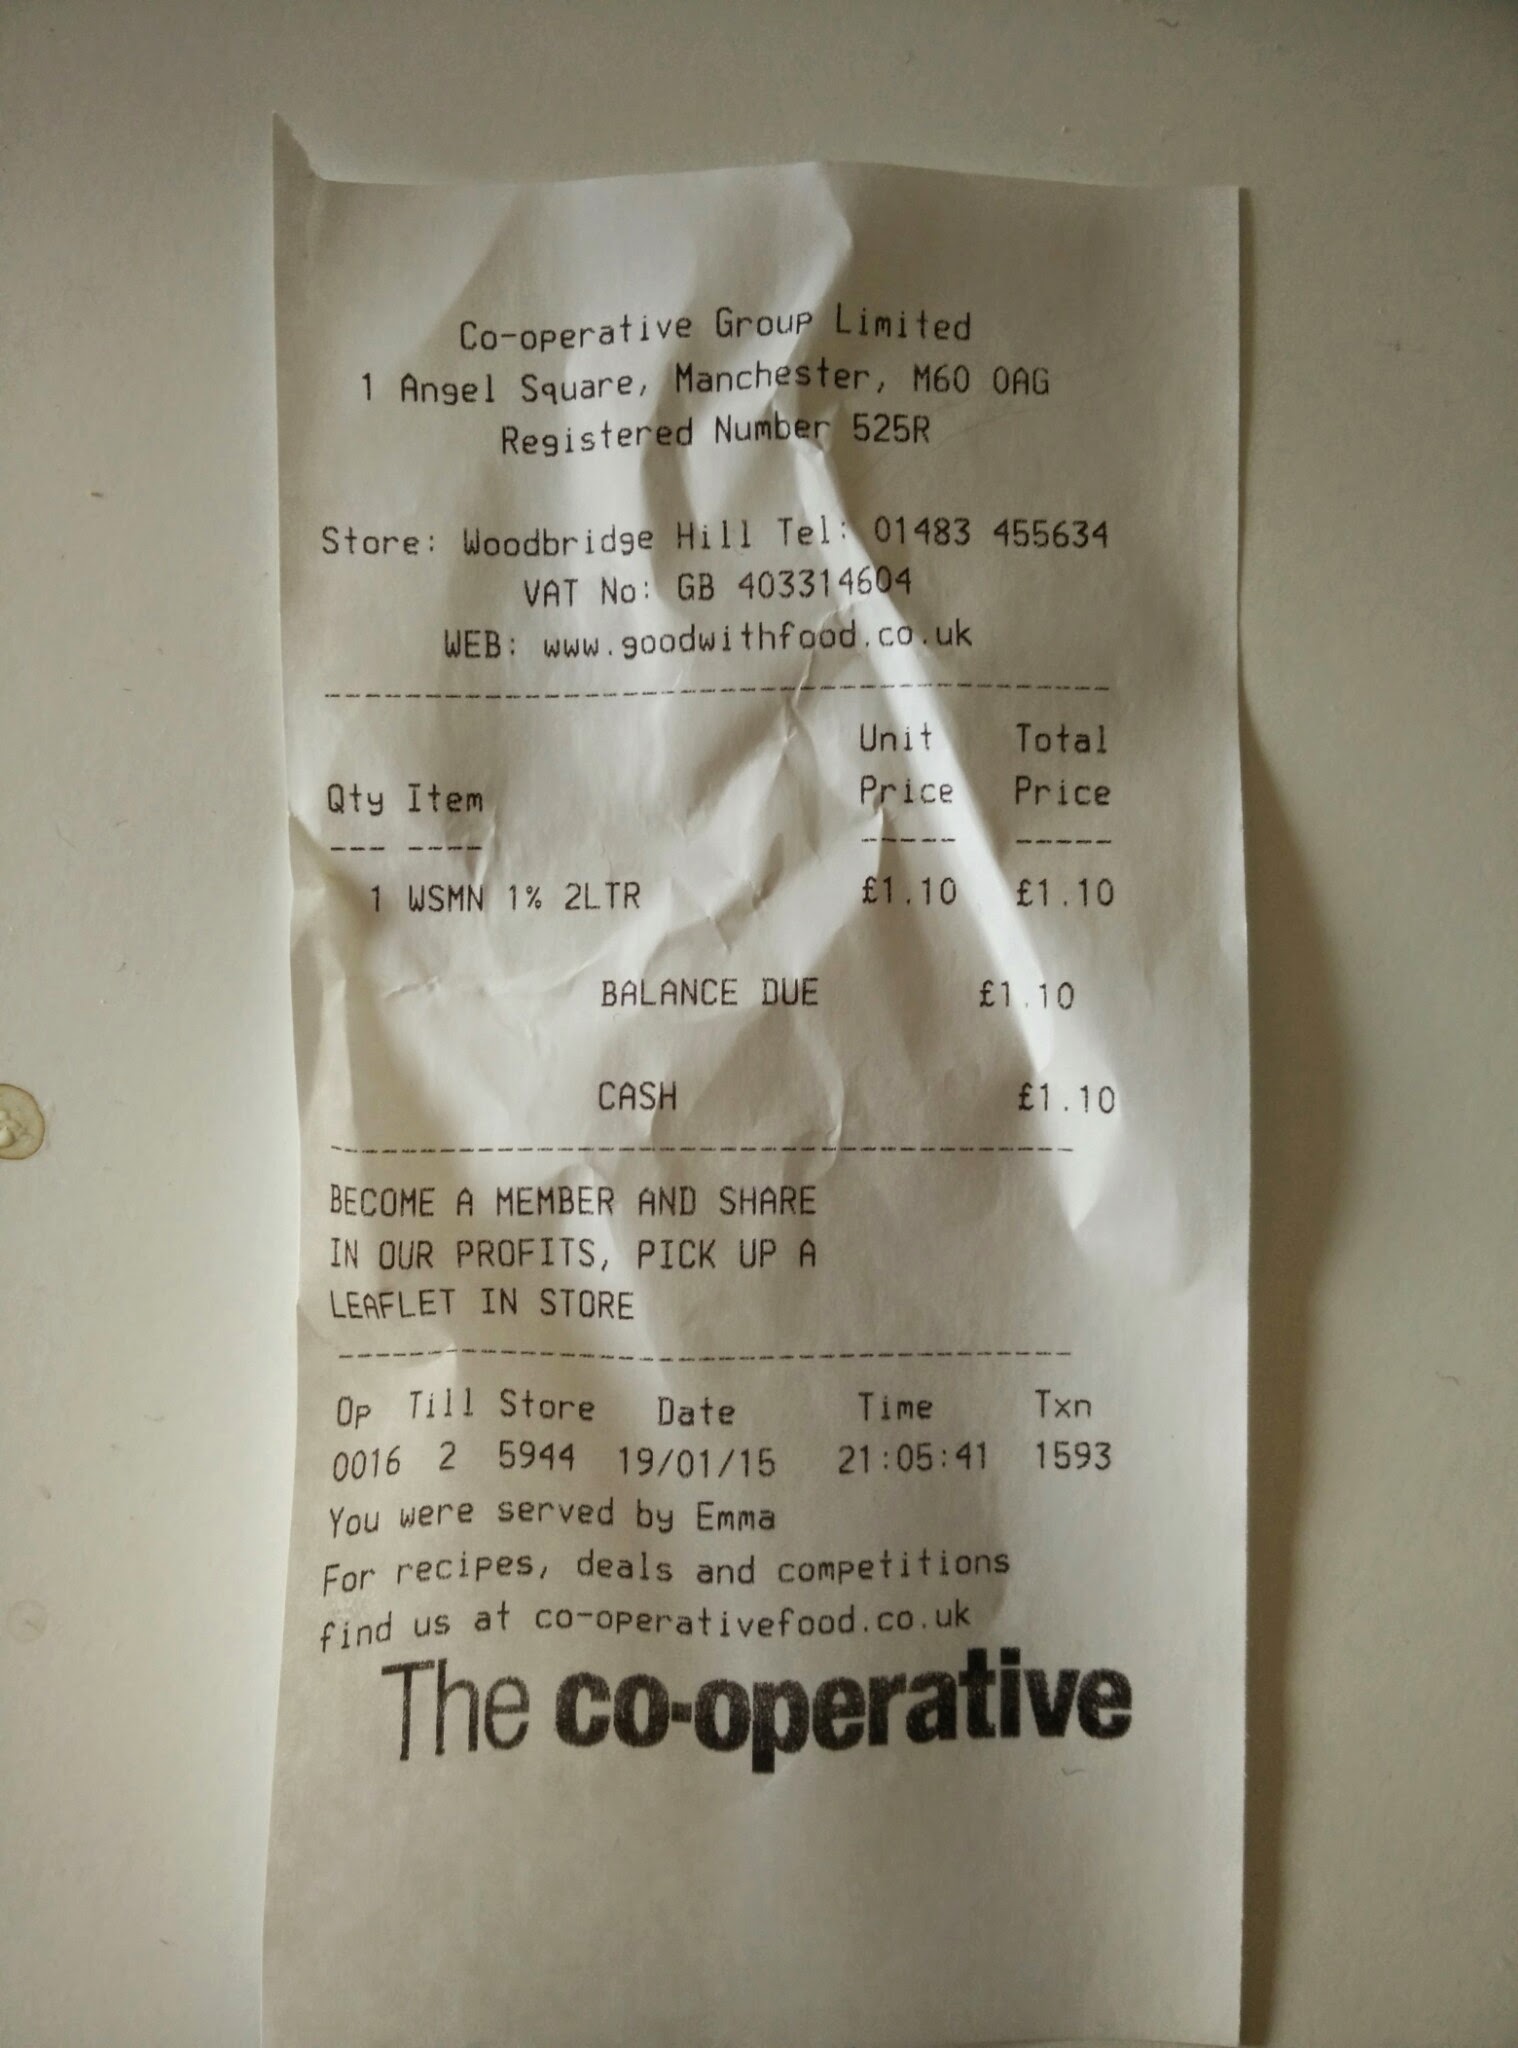 Co-operative Group Limited
1 Angel Square, Manchester, M60 0AG
Registered Number 525R
Store: Woodbridge Hill Tel: 01483 455634
VAT No: GB 403314604
WEB: www.goodwithfood.co.uk
Unit Total
Qty Item Price Price
1 WSMN 1% 2LTR £1.10 £1.10
BALANCE DUE £1.10
CASH £1.10
BECOME A MEMBER AND SHARE
IN OUR PROFITS, PICK UP A
LEAFLET IN STORE
Op Till Store Date Time Txn
0016 2 5944 19/01/15 21:05:41 1593
You were served by Emma
For recipes, deals and competitions
find us at co-operativefood.co.uk
The co-operative